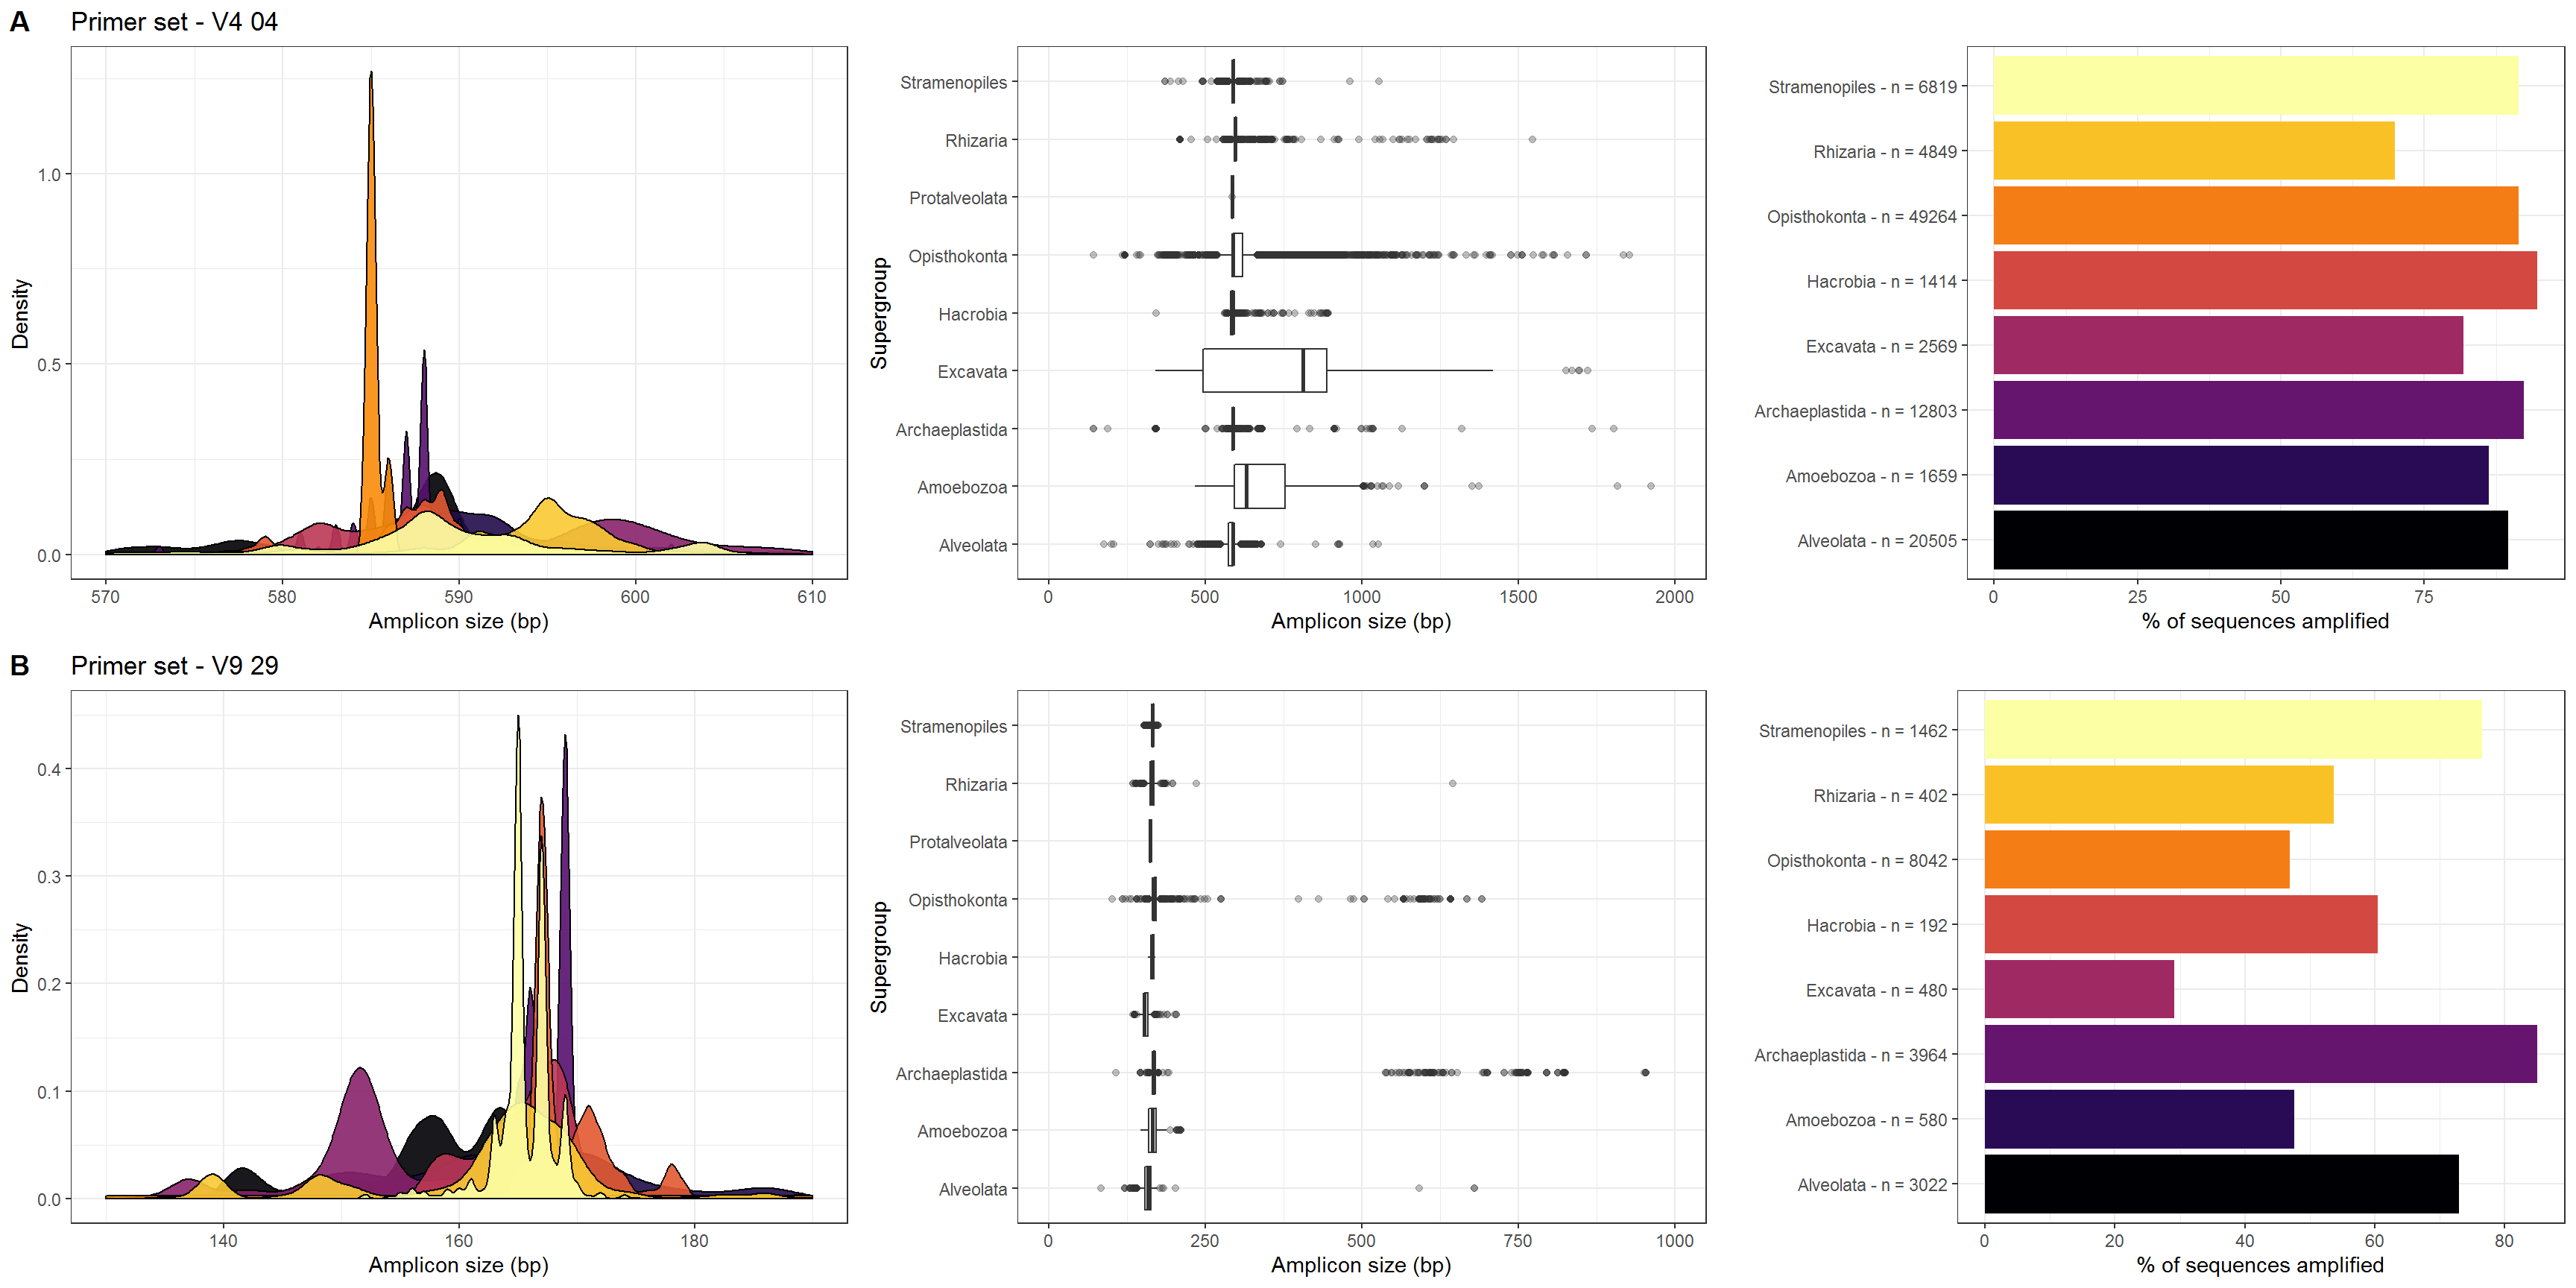 A Primer set - V4 04
Density
1.0
0.5
0.0
570 580 590 600 610
Amplicon size (bp)
Supergroup
Stramenopiles
Rhizaria
Protalveolata
Opisthokonta
Hacrobia
Excavata
Archaeplastida
Amoebozoa
Alveolata
0 500 1000 1500 2000
Amplicon size (bp)
Stramenopiles - n = 6819
Rhizaria - n = 4849
Opisthokonta - n = 49264
Hacrobia - n = 1414
Excavata - n = 2569
Archaeplastida - n = 12803
Amoebozoa - n = 1659
Alveolata - n = 20505
0 25 50 75
% of sequences amplified
B Primer set - V9 29
Density
0.4
0.3
0.2
0.1
0.0
140 160 180
Amplicon size (bp)
Supergroup
Stramenopiles
Rhizaria
Protalveolata
Opisthokonta
Hacrobia
Excavata
Archaeplastida
Amoebozoa
Alveolata
0 250 500 750 1000
Amplicon size (bp)
Stramenopiles - n = 1462
Rhizaria - n = 402
Opisthokonta - n = 8042
Hacrobia - n = 192
Excavata - n = 480
Archaeplastida - n = 3964
Amoebozoa - n = 580
Alveolata - n = 3022
0 20 40 60 80
% of sequences amplified